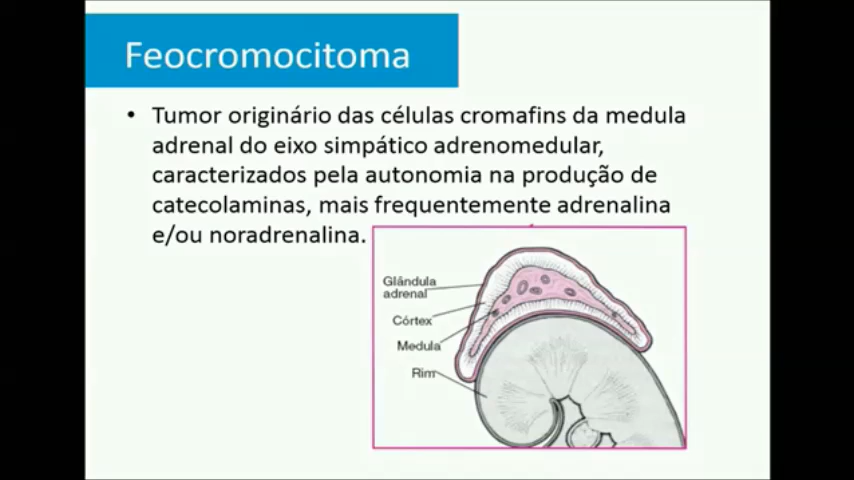 Feocromocitoma
• Tumor originário das células cromafins da medula
adrenal do eixo simpático adrenomedular,
caracterizados pela autonomia na produção de
catecolaminas, mais frequentemente adrenalina
e/ou noradrenalina.
Glândula
adrenal
Córtex
Medula
Rim